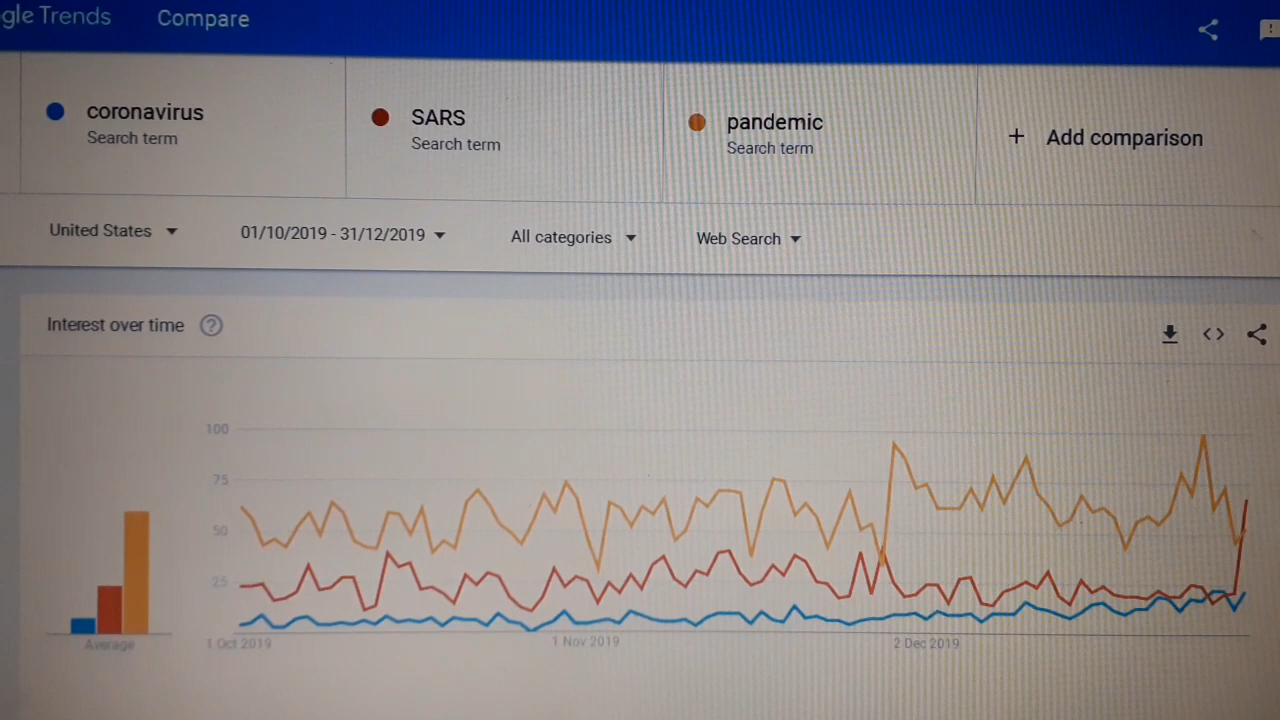 gle Trends Compare
coronavirus
Search term
SARS
Search term
pandemic
Search term
+ Add comparison
United States
01/10/2019 - 31/12/2019
All categories
Web Search
Interest over time ?
100
75
50
25
Average
1 Oct 2019
1 Nov 2019
2 Dec 2019